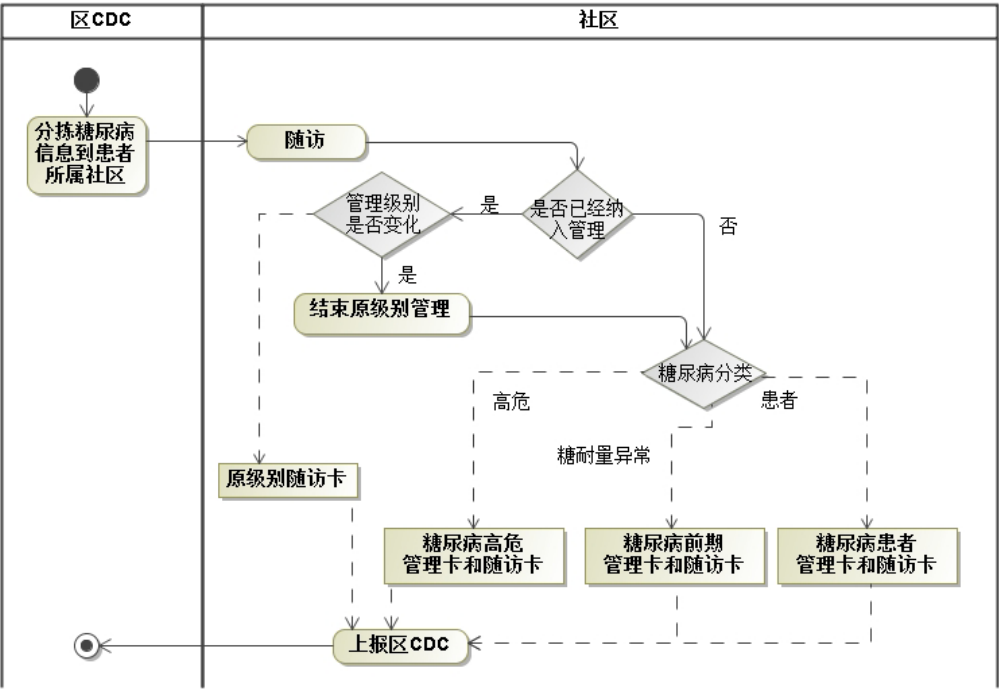 区CDC
社区
分拣糖尿病
信息到患者
所属社区
随访
管理级别
是否变化
是
是否已经纳
入管理
否
是
结束原级别管理
糖尿病分类
高危
患者
糖耐量异常
原级别随访卡
糖尿病高危
管理卡和随访卡
糖尿病前期
管理卡和随访卡
糖尿病患者
管理卡和随访卡
上报区CDC